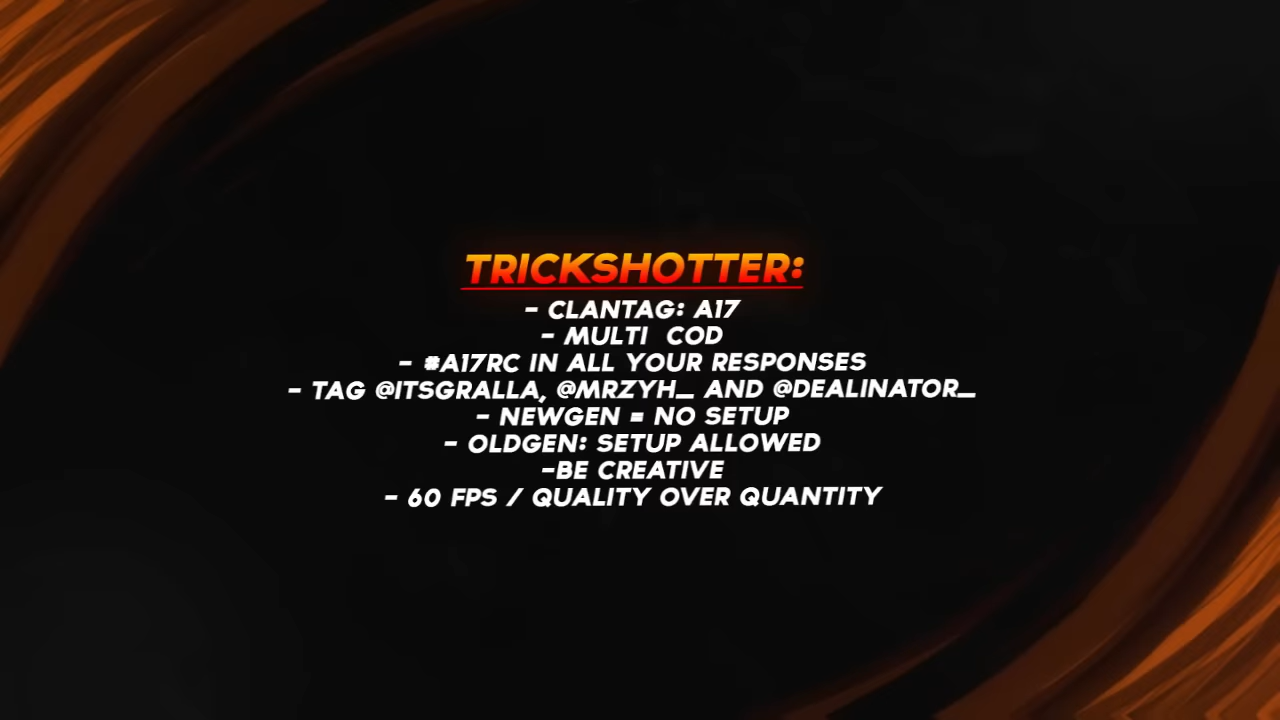 TRICKSHOTTER:
- CLANTAG: A17
- MULTI COD
- #A17RC IN ALL YOUR RESPONSES
- TAG @ITSGRALLA, @MRZYH_ AND @DEALINATOR_
- NEWGEN = NO SETUP
- OLDGEN: SETUP ALLOWED
-BE CREATIVE
- 60 FPS / QUALITY OVER QUANTITY